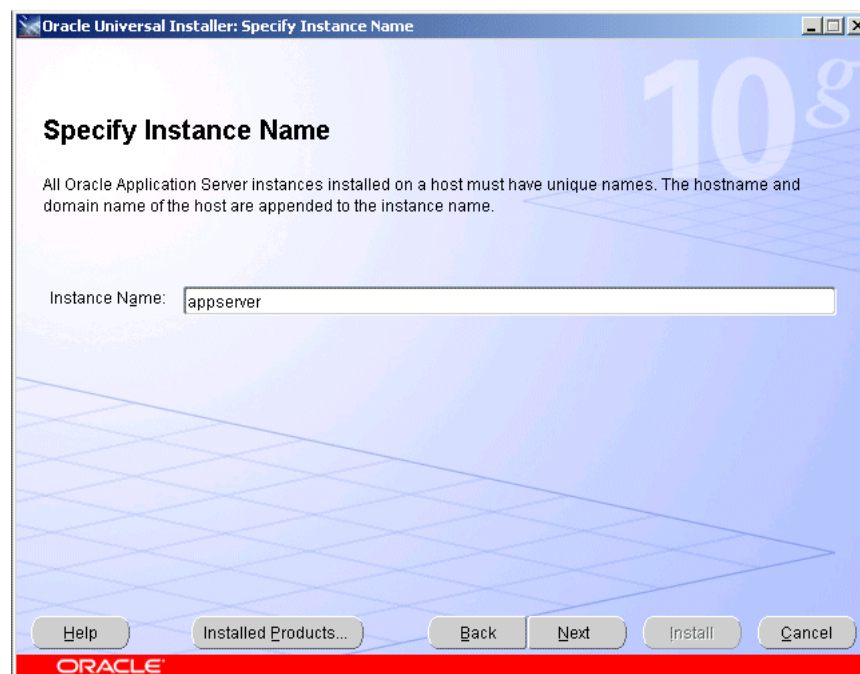 Oracle Universal Installer: Specify Instance Name
10g
Specify Instance Name
All Oracle Application Server instances installed on a host must have unique names. The hostname and
domain name of the host are appended to the instance name.
Instance Name: appserver
Help Installed Products... Back Next Install Cancel
ORACLE